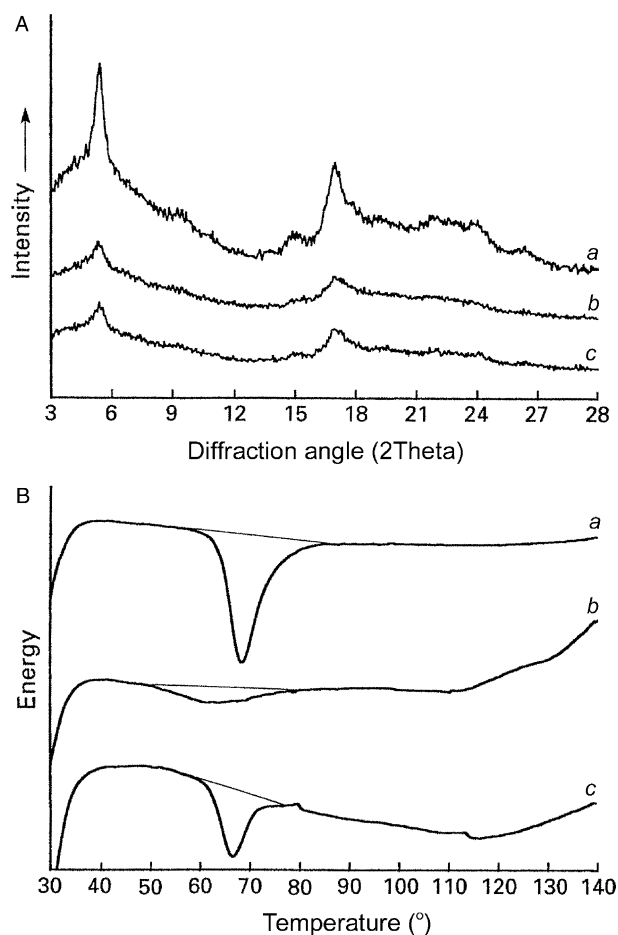 A
Intensity
a
b
c
3 6 9 12 15 18 21 24 27 28
Diffraction angle (2Theta)
B
Energy
a
b
c
30 40 50 60 70 80 90 100 110 120 130 140
Temperature (°)